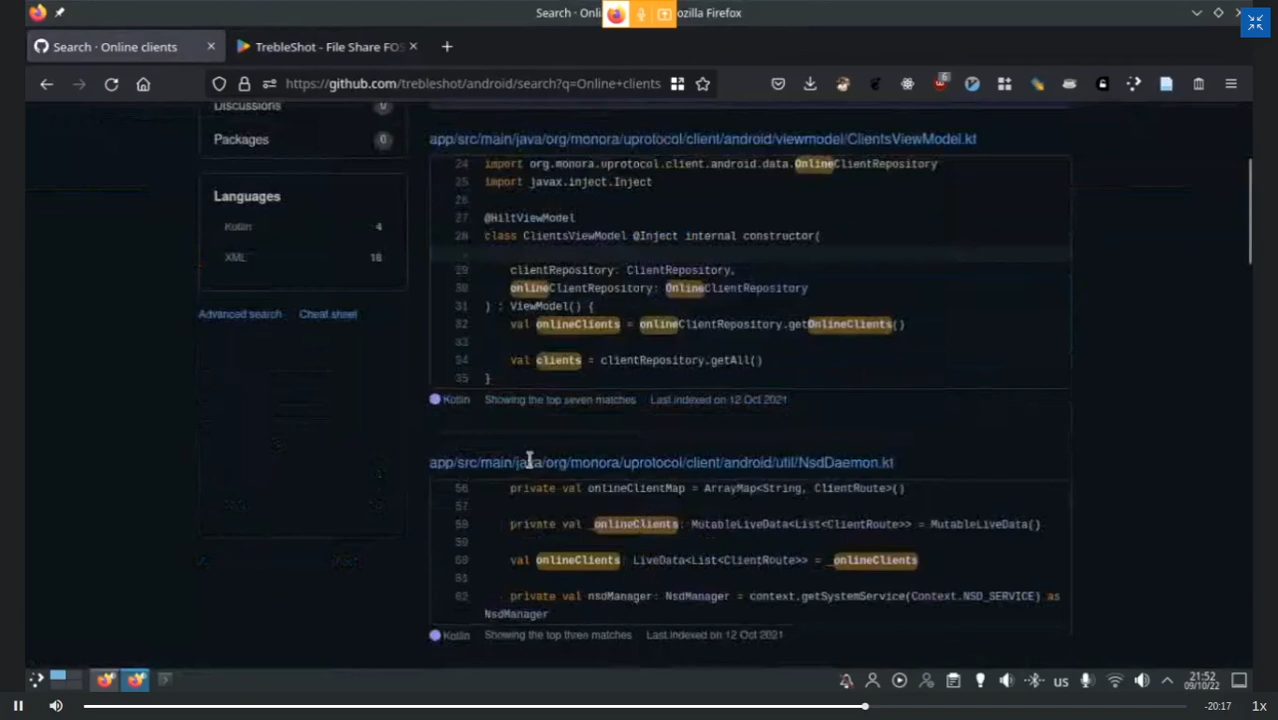 Search · Onli
ozilla Firefox
Search · Online clients
TrebleShot - File Share FOS
https://github.com/trebleshot/android/search?q=Online+clients
6
Discussions 0
Packages 0
Languages
Kotlin 4
XML 18
Advanced search Cheat sheet
app/src/main/java/org/monora/uprotocol/client/android/viewmodel/ClientsViewModel.kt
24 import org.monora.uprotocol.client.android.data.OnlineClientRepository
25 import javax.inject.Inject
26
27 @HiltViewModel
28 class ClientsViewModel @Inject internal constructor(
29 clientRepository: ClientRepository,
30 onlineClientRepository: OnlineClientRepository
31 ) : ViewModel() {
32 val onlineClients = onlineClientRepository.getOnlineClients()
33
34 val clients = clientRepository.getAll()
35 }
Kotlin Showing the top seven matches Last indexed on 12 Oct 2021
app/src/main/java/org/monora/uprotocol/client/android/util/NsdDaemon.kt
56 private val onlineClientMap = ArrayMap<String, ClientRoute>()
57
private val _onlineClients: MutableLiveData<List<ClientRoute>> = MutableLiveData()
val onlineClients: LiveData<List<ClientRoute>> = _onlineClients
61
62 private val nsdManager: NsdManager = context.getSystemService(Context.NSD_SERVICE) as
NsdManager
Kotlin Showing the top three matches Last indexed on 12 Oct 2021
us
21:52
09/10/22
-20:17 1x